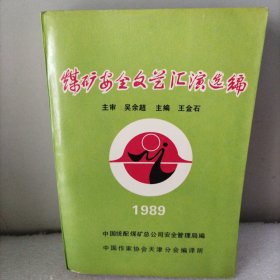 煤矿安全文艺汇演选编
主审 吴余超 主编 王金石
1989
中国统配煤矿总公司安全管理局编
中国作家协会天津分会编译所